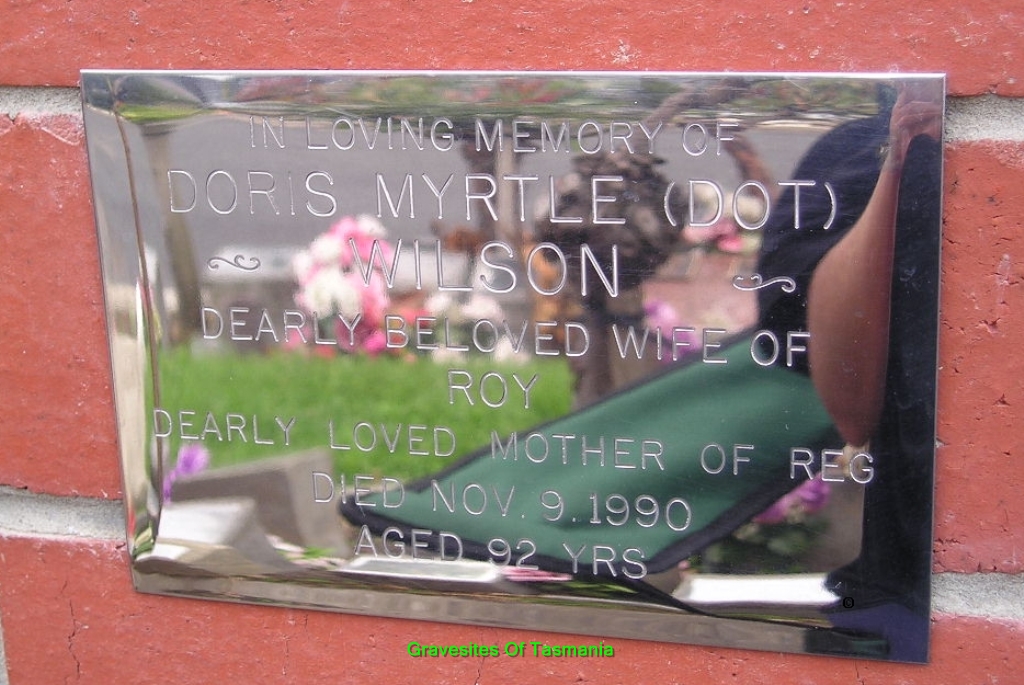 IN LOVING MEMORY OF
DORIS MYRTLE (DOT)
WILSON
DEARLY BELOVED WIFE OF
ROY
DEARLY LOVED MOTHER OF REG
DIED NOV. 9. 1990
AGED 92 YRS
Gravesites Of Tasmania